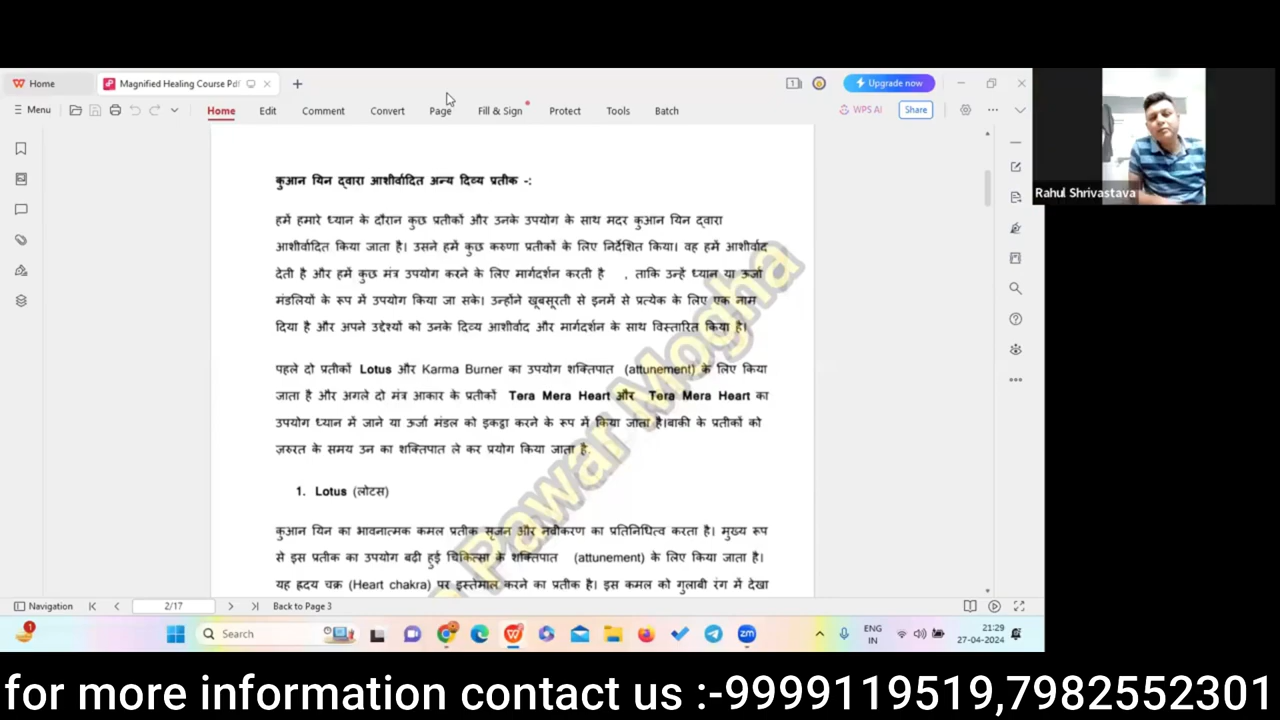 Home
Magnified Healing Course Pdf
Upgrade now
Menu
Home Edit Comment Convert Page Fill & Sign Protect Tools Batch
WPS AI
Share
Rahul Shrivastava
कुआन यिन द्वारा आशीर्वादित अन्य दिव्य प्रतीक -:
हमें हमारे ध्यान के दौरान कुछ प्रतीकों और उनके उपयोग के साथ मदर कुआन यिन द्वारा
आशीर्वादित किया जाता है। उसने हमें कुछ करुणा प्रतीकों के लिए निर्देशित किया। वह हमें आशीर्वाद
देती है और हमें कुछ मंत्र उपयोग करने के लिए मार्गदर्शन करती है , ताकि उन्हें ध्यान या ऊर्जा
मंडलियों के रूप में उपयोग किया जा सके। उन्होंने खूबसूरती से इनमें से प्रत्येक के लिए एक नाम
दिया है और अपने उद्देश्यों को उनके दिव्य आशीर्वाद और मार्गदर्शन के साथ विस्तारित किया है।
पहले दो प्रतीकों Lotus और Karma Burner का उपयोग शक्तिपात (attunement) के लिए किया
जाता है और अगले दो मंत्र आकार के प्रतीकों Tera Mera Heart और Tera Mera Heart का
उपयोग ध्यान में जाने या ऊर्जा मंडल को इकट्ठा करने के रूप में किया जाता है।बाकी के प्रतीकों को
ज़रुरत के समय उन का शक्तिपात ले कर प्रयोग किया जाता है.
1. Lotus (लोटस)
कुआन यिन का भावनात्मक कमल प्रतीक सृजन और नवीकरण का प्रतिनिधित्व करता है। मुख्य रूप
से इस प्रतीक का उपयोग बढी हुई चिकित्सा के शक्तिपात (attunement) के लिए किया जाता है।
यह ह्रदय चक्र (Heart chakra) पर इस्तेमाल करने का प्रतीक है। इस कमल को गुलाबी रंग में देखा
Pawar Mogha
Navigation
2/17
Back to Page 3
Search
ENG
IN
21:29
27-04-2024
for more information contact us :-9999119519,7982552301